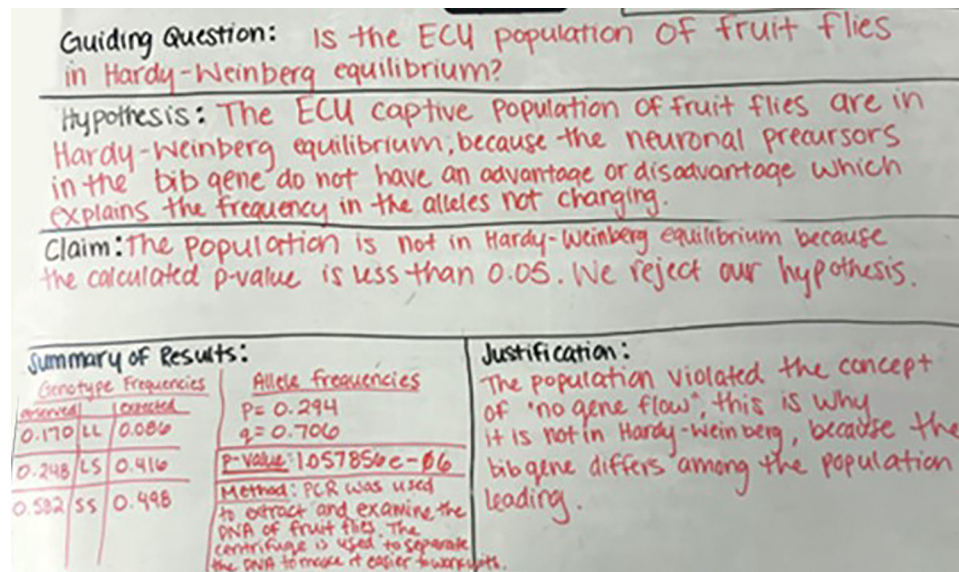 Guiding Question: Is the ECU population of fruit flies
in Hardy-Weinberg equilibrium?
Hypothesis: The ECU captive population of fruit flies are in
Hardy-Weinberg equilibrium, because the neuronal precursors
in the bib gene do not have an advantage or disadvantage which
explains the frequency in the alleles not changing.
Claim: The population is not in Hardy-Weinberg equilibrium because
the calculated p-value is less than 0.05. We reject our hypothesis.
Summary of Results:
Genotype Frequencies
observed expected
0.170 LL 0.086
0.248 LS 0.416
0.582 SS 0.498
Allele frequencies
P= 0.294
q= 0.706
P-value: 1.057856e-06
Method: PCR was used
to extract and examine the
DNA of fruit flies. The
centrifuge is used to separate
the DNA to make it easier to work with.
Justification:
The population violated the concept
of "no gene flow", this is why
it is not in Hardy-Weinberg, because the
bib gene differs among the population
leading.